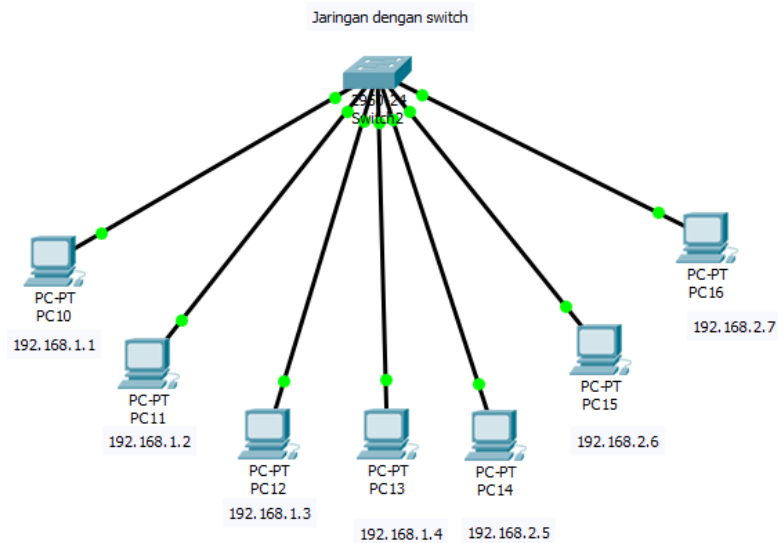 Jaringan dengan switch
2950-24
Switch2
PC-PT
PC10
192.168.1.1
PC-PT
PC11
192.168.1.2
PC-PT
PC12
192.168.1.3
PC-PT
PC13
192.168.1.4
PC-PT
PC14
192.168.2.5
PC-PT
PC15
192.168.2.6
PC-PT
PC16
192.168.2.7